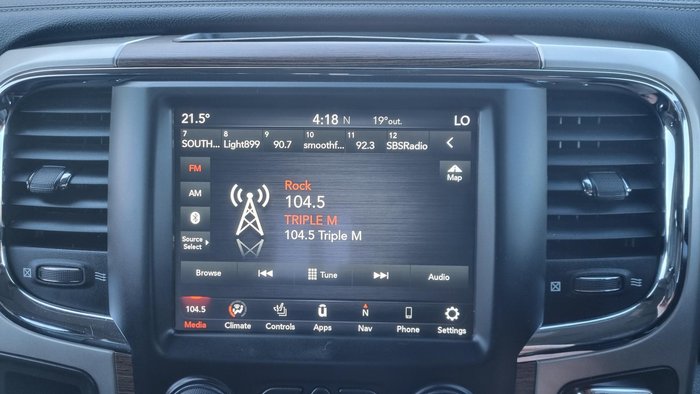 21.5° 4:18 N 19°out. LO
7 8 9 10 11 12
SOUTH... Light899 90.7 smoothf... 92.3 SBSRadio
FM
AM
Source
Select
Map
Rock
104.5
TRIPLE M
104.5 Triple M
Browse Tune Audio
104.5 N
Media Climate Controls Apps Nav Phone Settings